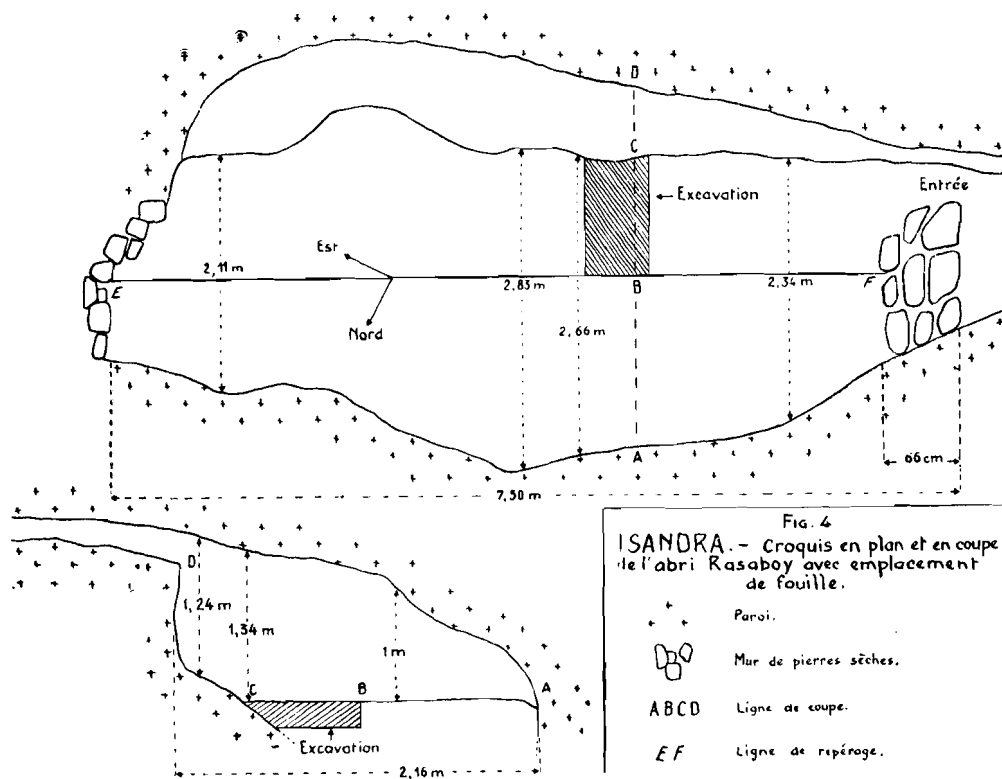 D
C
Entrée
Excavation
Est
2,11 m
E
2,83 m
B
2,34 m
F
Nord
2,66 m
A
66 cm
7,50 m
D
1,24 m
1,34 m
1 m
C
B
A
Excavation
2,16 m
FIG. 4
ISANDRA. - Croquis en plan et en coupe
de l'abri Rasaboy avec emplacement
de fouille.
Paroi.
Mur de pierres sèches.
ABCD Ligne de coupe.
EF Ligne de repérage.